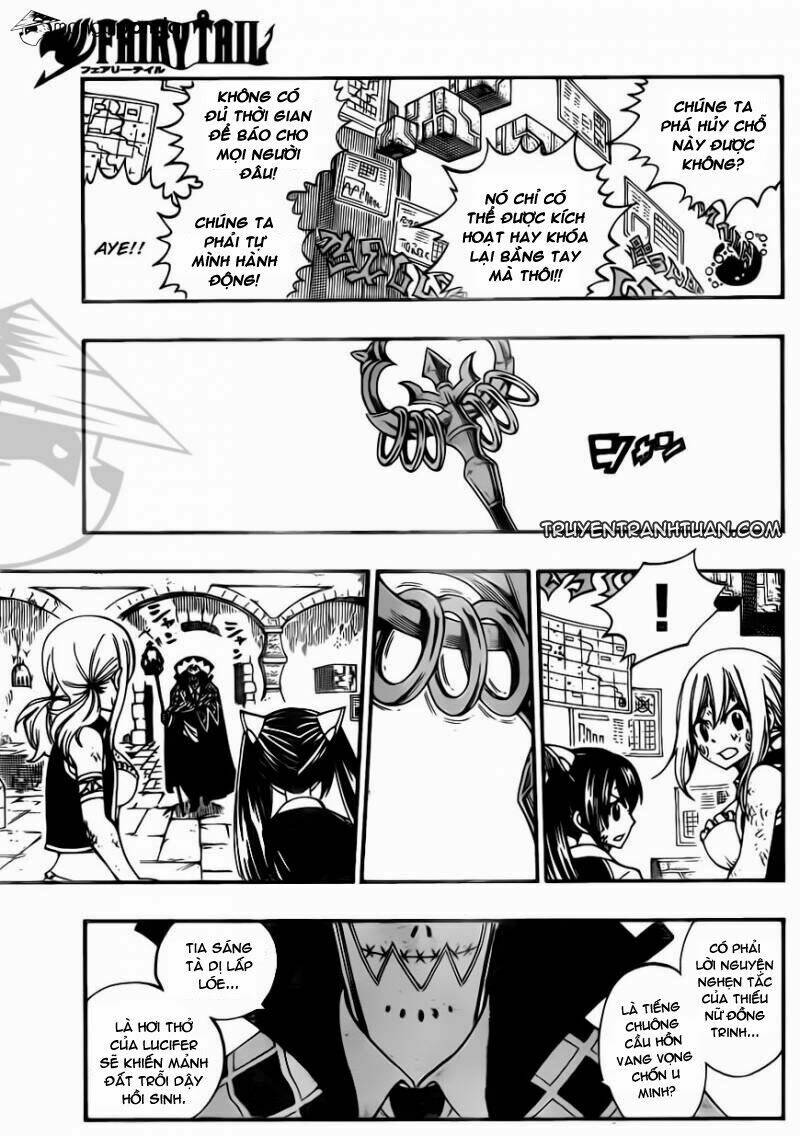 FAIRY TAIL
フェアリーテイル
CHÚNG TA
PHÁ HỦY CHỖ
NÀY ĐƯỢC
KHÔNG?
NÓ CHỈ CÓ
THỂ ĐƯỢC KÍCH
HOẠT HAY KHÓA
LẠI BẰNG TAY
MÀ THÔI!!
KHÔNG CÓ
ĐỦ THỜI GIAN
ĐỂ BÁO CHO
MỌI NGƯỜI
ĐÂU!
CHÚNG TA
PHẢI TỰ
MÌNH HÀNH
ĐỘNG!
AYE!!
TRUYENTRANHTUAN.COM
!
CÓ PHẢI
LỜI NGUYỆN
NGHẸN TẮC
CỦA THIẾU
NỮ ĐỒNG
TRINH...
LÀ TIẾNG
CHUÔNG
CẦU HỒN
VANG VỌNG
CHỐN U
MINH?
TIA SÁNG
TÀ DỊ LẤP
LÓE...
LÀ HƠI THỞ
CỦA LUCIFER
SẼ KHIẾN MẢNH
ĐẤT TRỖI DẬY
HỒI SINH.